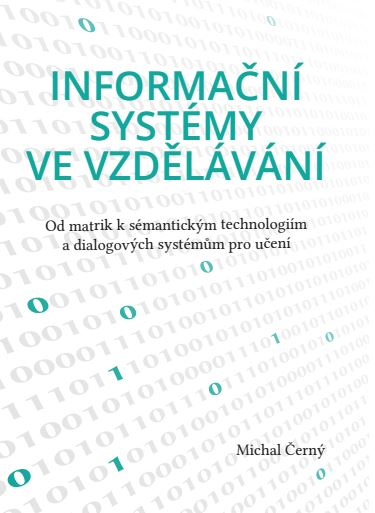 INFORMAČNÍ
SYSTÉMY
VE VZDĚLÁVÁNÍ
Od matrik k sémantickým technologiím
a dialogových systémům pro učení
Michal Černý